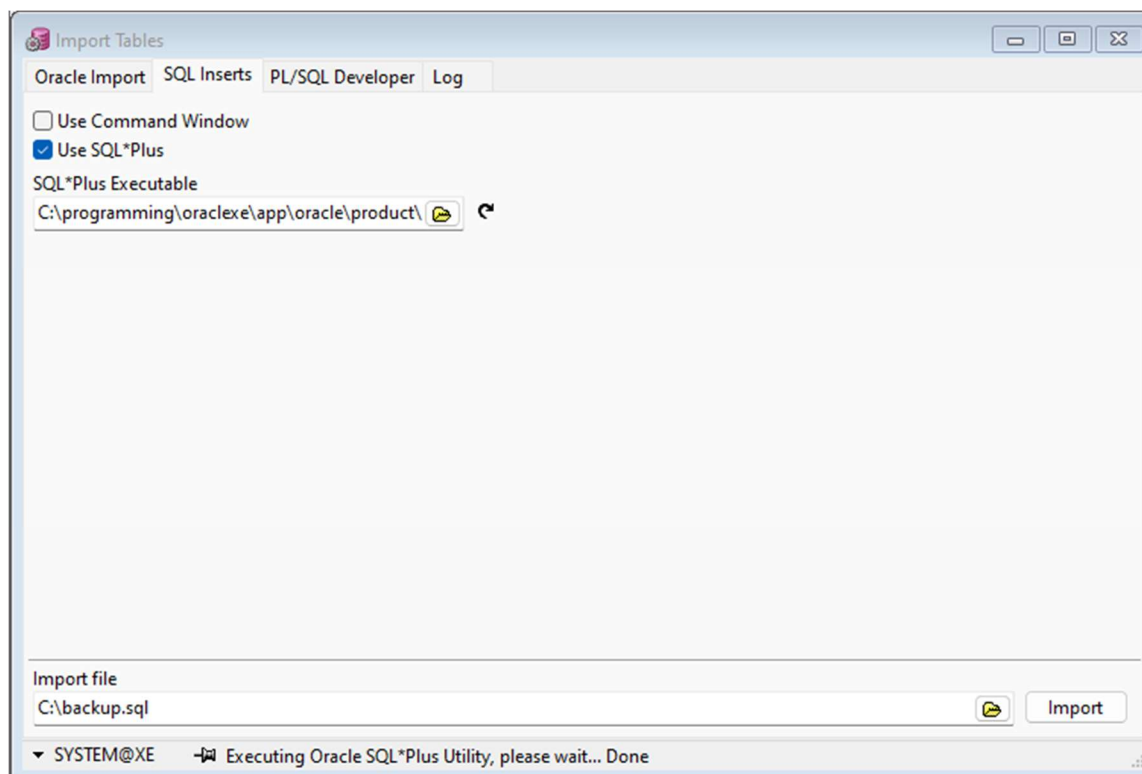 Import Tables
Oracle Import SQL Inserts PL/SQL Developer Log
Use Command Window
Use SQL*Plus
SQL*Plus Executable
C:\programming\oraclexe\app\oracle\product\
Import file
C:\backup.sql
Import
SYSTEM@XE Executing Oracle SQL*Plus Utility, please wait... Done